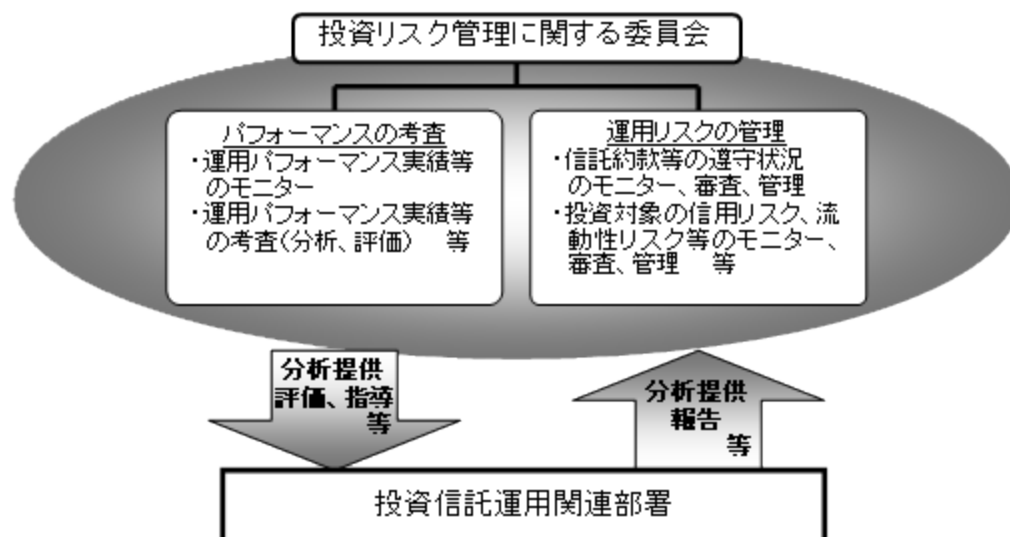 投資リスク管理に関する委員会
パフォーマンスの考査
・運用パフォーマンス実績等
のモニター
・運用パフォーマンス実績等
の考査(分析、評価) 等
運用リスクの管理
・信託約款等の遵守状況
のモニター、審査、管理
・投資対象の信用リスク、流
動性リスク等のモニター、
審査、管理 等
分析提供
評価、指導
等
分析提供
報告
等
投資信託運用関連部署